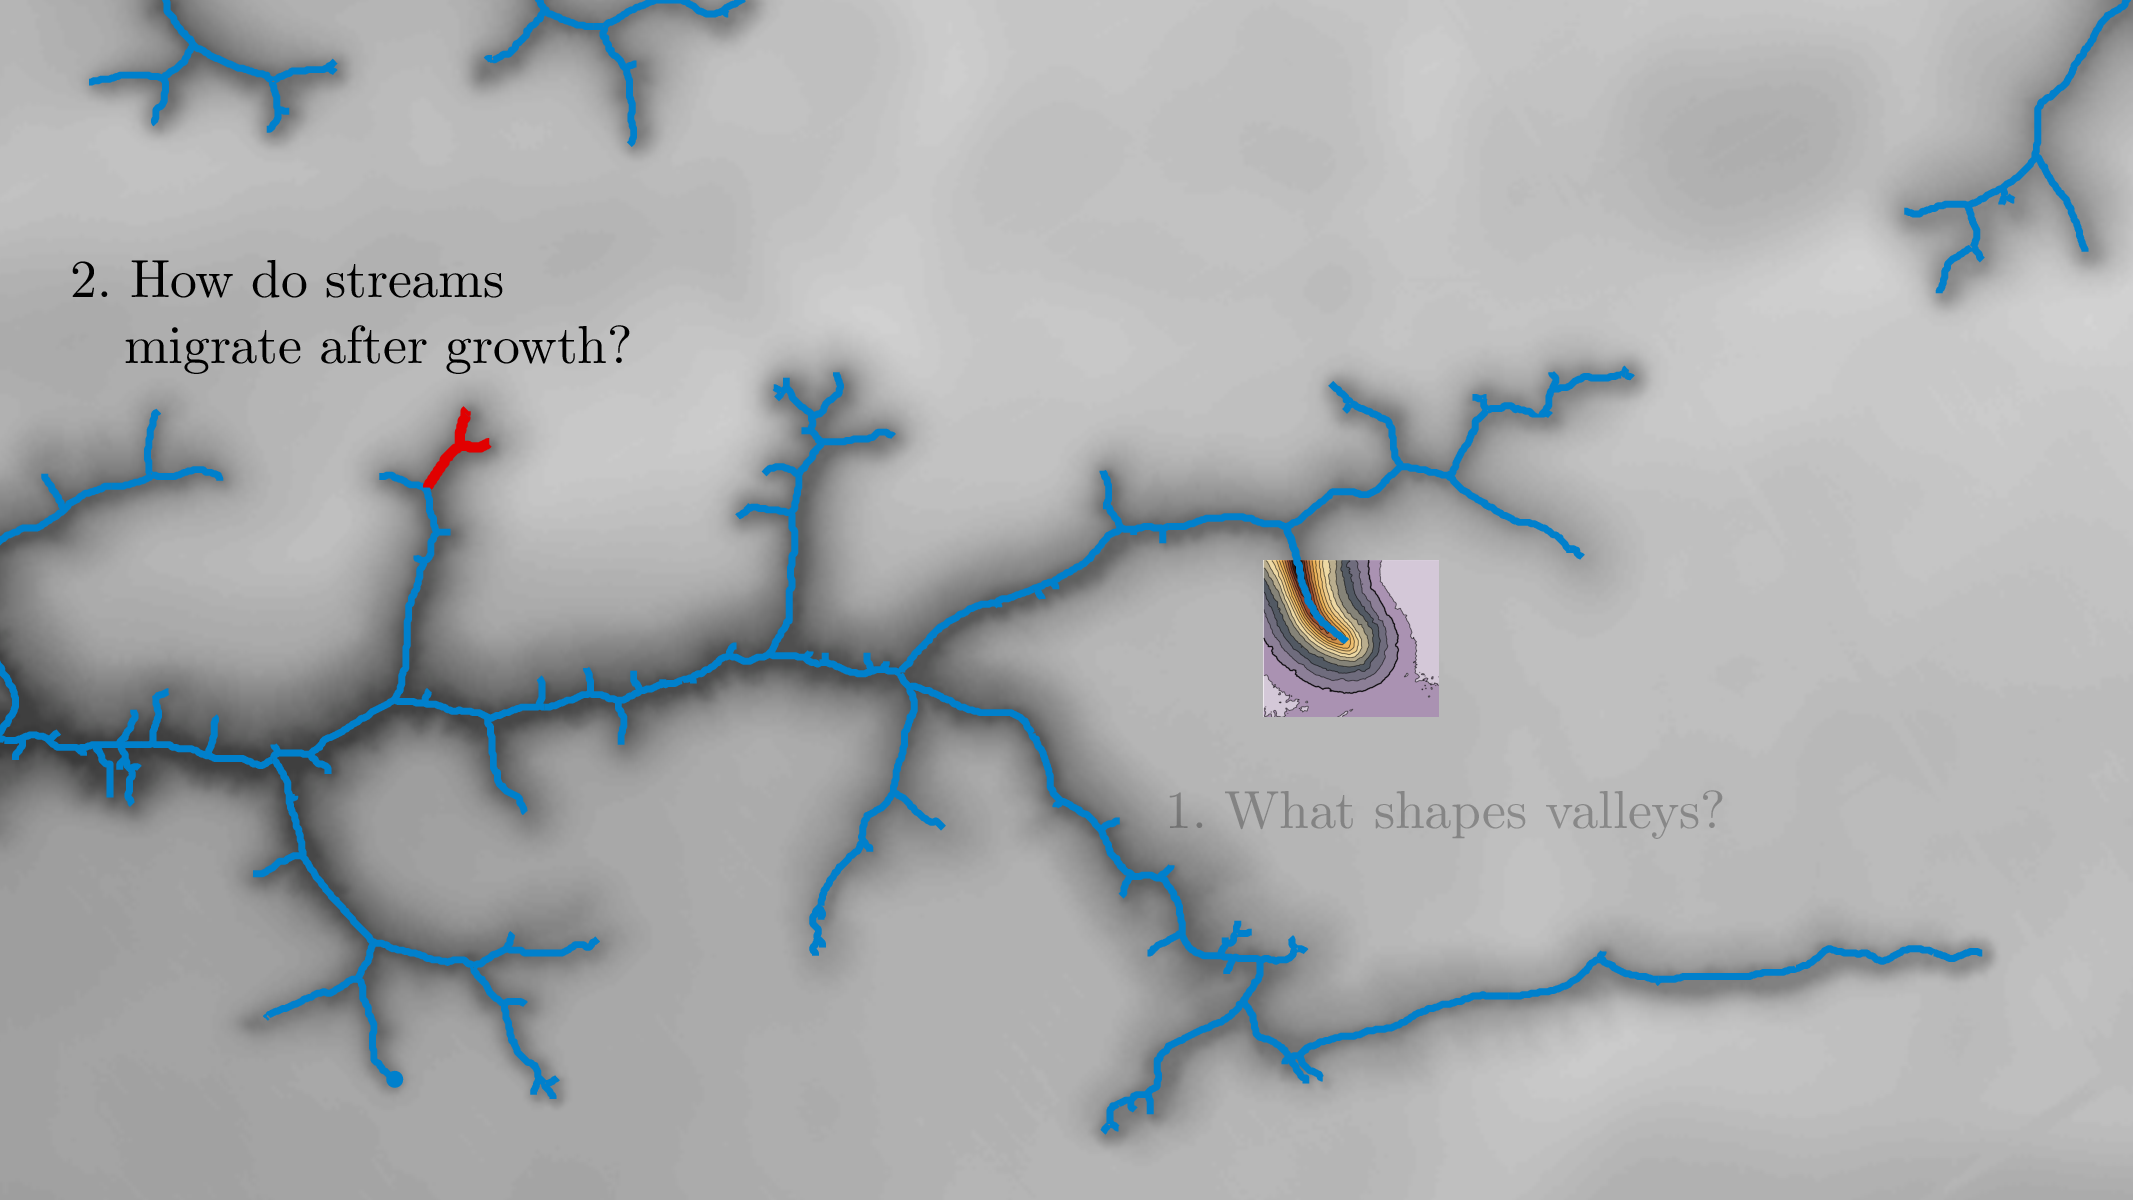 2. How do streams
migrate after growth?
1. What shapes valleys?